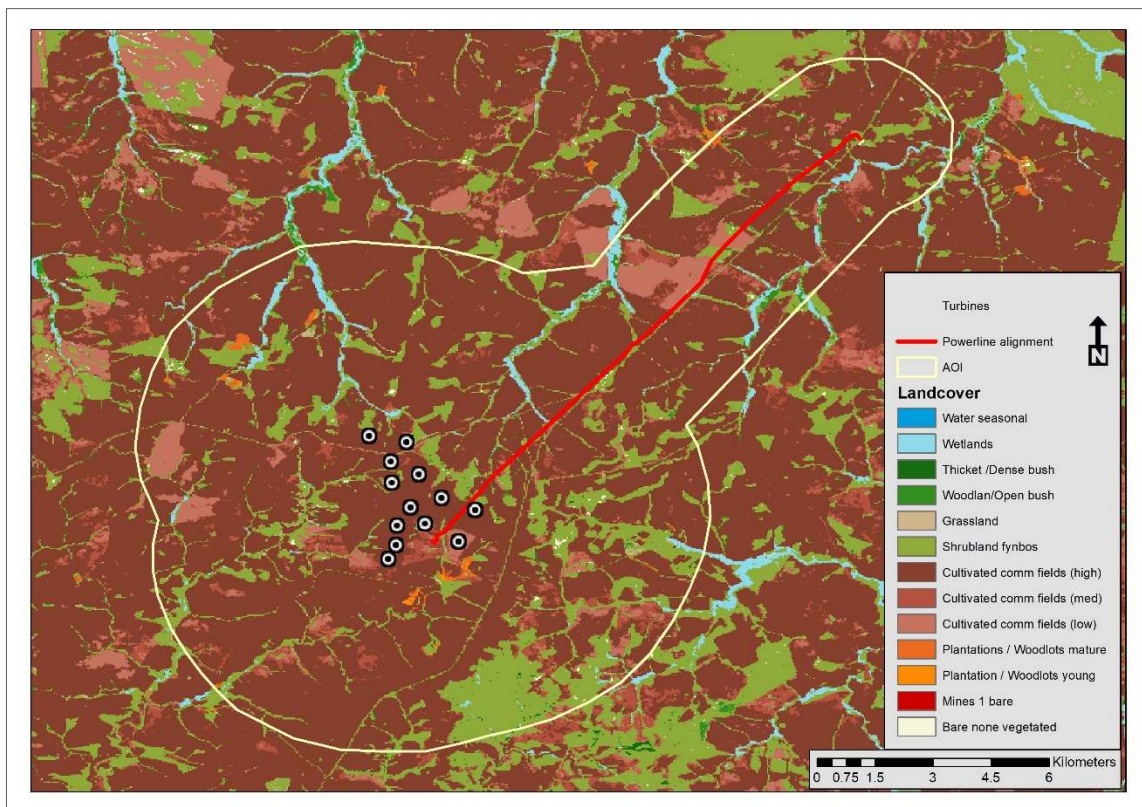 Turbines
Powerline alignment
N
AOI
Landcover
Water seasonal
Wetlands
Thicket /Dense bush
Woodlan/Open bush
Grassland
Shrubland fynbos
Cultivated comm fields (high)
Cultivated comm fields (med)
Cultivated comm fields (low)
Plantations / Woodlots mature
Plantation / Woodlots young
Mines 1 bare
Bare none vegetated
Kilometers
0 0.75 1.5 3 4.5 6